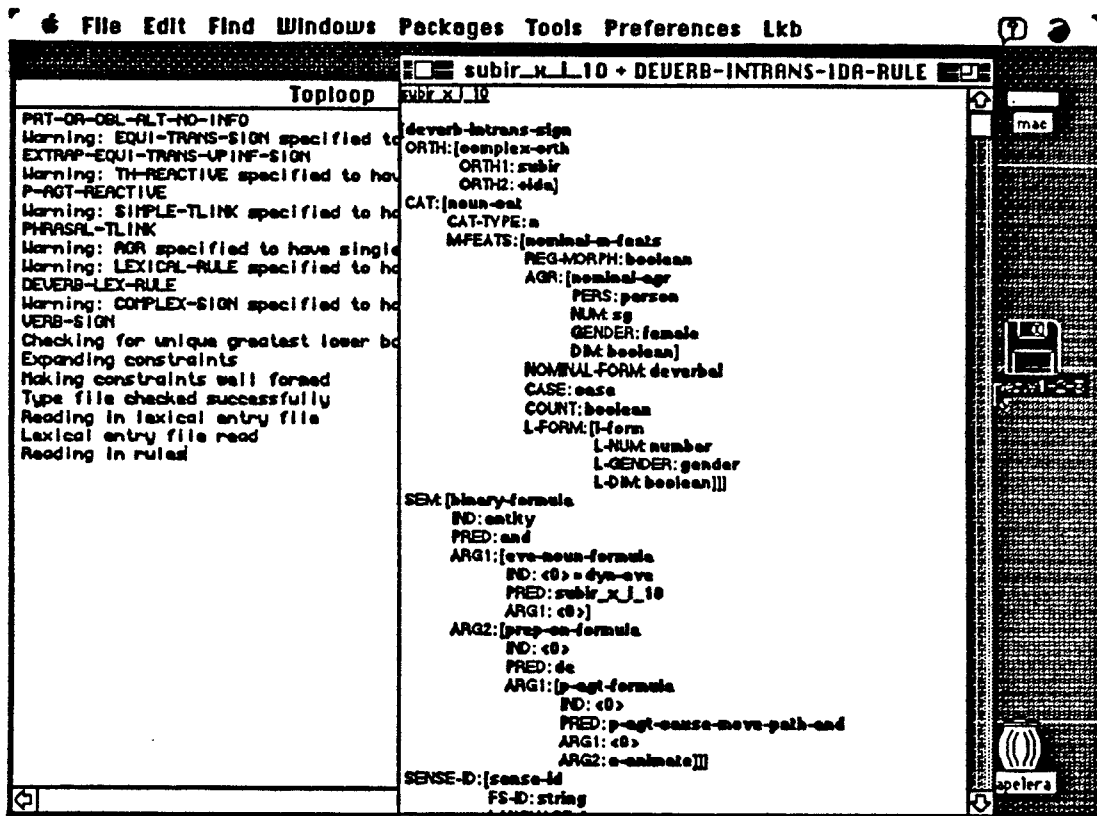 File Edit Find Windows Packages Tools Preferences Lkb
Toploop
PRT-OR-OBL-ALT-NO-INFO
Warning: EQUI-TRANS-SIGN specified to
EXTRAP-EQUI-TRANS-VPINF-SIGN
Warning: TH-REACTIVE specified to hav
P-AGT-REACTIVE
Warning: SIMPLE-TLINK specified to ha
PHRASAL-TLINK
Warning: AGR specified to have single
Warning: LEXICAL-RULE specified to ha
DEVERB-LEX-RULE
Warning: COMPLEX-SIGN specified to ha
VERB-SIGN
Checking for unique greatest lower bo
Expanding constraints
Making constraints well formed
Type file checked successfully
Reading in lexical entry file
Lexical entry file read
Reading in rules
subir_x_i_10 + DEVERB-INTRANS-IDA-RULE
subir_x_i_10
[deverb-intrans-sign
ORTH:[complex-orth
ORTH1: subir
ORTH2: +ida]
CAT:[noun-cat
CAT-TYPE: n
M-FEATS:[nominal-m-feats
REG-MORPH: boolean
AGR:[nominal-agr
PERS: person
NUM: sg
GENDER: female
DIM: boolean]
NOMINAL-FORM: deverbal
CASE: case
COUNT: boolean
L-FORM:[l-form
L-NUM: number
L-GENDER: gender
L-DIM: boolean]]]
SEM: [binary-formula
IND: entity
PRED: and
ARG1:[eve-noun-formula
IND: <0> = dyn-eve
PRED: subir_x_i_10
ARG1: <0>]
ARG2:[prep-on-formula
IND: <0>
PRED: de
ARG1:[p-agt-formula
IND: <0>
PRED: p-agt-cause-move-path-and
ARG1: <0>
ARG2: e-animate]]]
SENSE-ID:[sense-id
FS-ID: string
mac
apelera